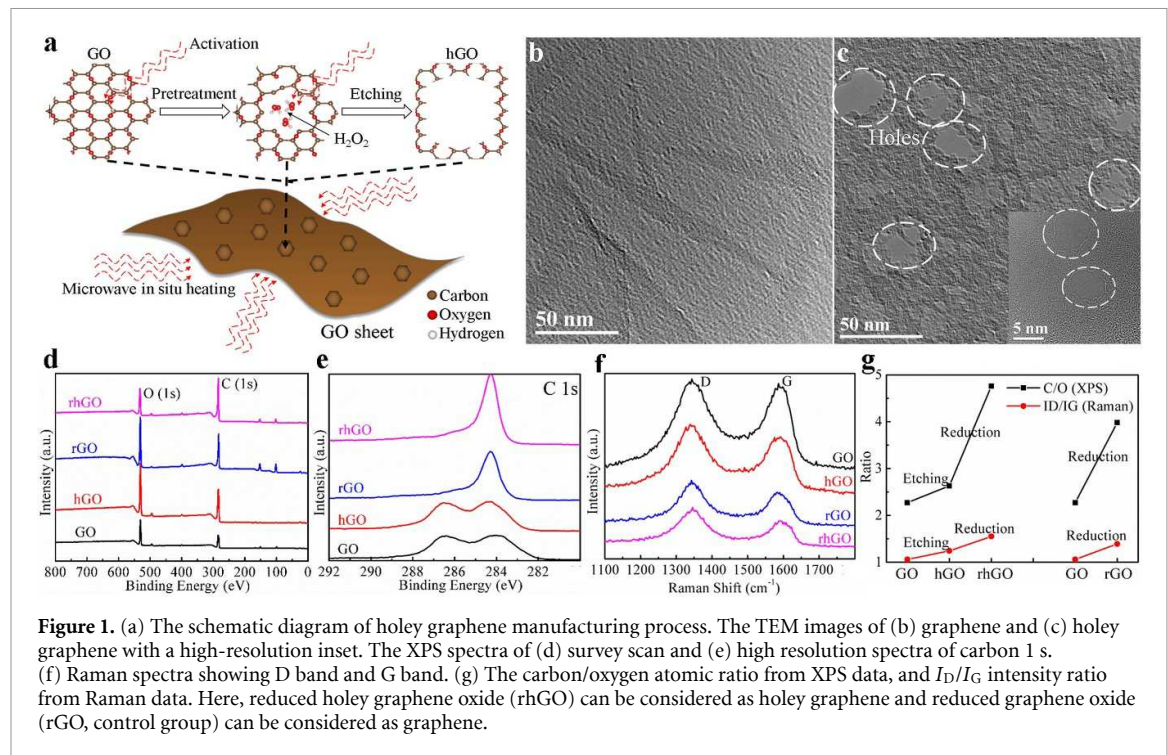 a
GO
Activation
hGO
Pretreatment
Etching
H₂O₂
Microwave in situ heating
Carbon
Oxygen
Hydrogen
GO sheet
b
50 nm
c
Holes
50 nm
5 nm
d
O (1s)
C (1s)
rhGO
rGO
hGO
GO
Intensity (a.u.)
800 700 600 500 400 300 200 100 0
Binding Energy (eV)
e
C 1s
rhGO
rGO
hGO
GO
Intensity (a.u.)
292 290 288 286 284 282 280
Binding Energy (eV)
f
D
G
GO
hGO
rGO
rhGO
Intensity (a.u.)
1100 1200 1300 1400 1500 1600 1700
Raman Shift (cm⁻¹)
g
C/O (XPS)
ID/IG (Raman)
Reduction
Reduction
Etching
Reduction
Reduction
Etching
Ratio
5
4
3
2
1
GO hGO rhGO GO rGO
Figure 1. (a) The schematic diagram of holey graphene manufacturing process. The TEM images of (b) graphene and (c) holey
graphene with a high-resolution inset. The XPS spectra of (d) survey scan and (e) high resolution spectra of carbon 1 s.
(f) Raman spectra showing D band and G band. (g) The carbon/oxygen atomic ratio from XPS data, and I_D/I_G intensity ratio
from Raman data. Here, reduced holey graphene oxide (rhGO) can be considered as holey graphene and reduced graphene oxide
(rGO, control group) can be considered as graphene.